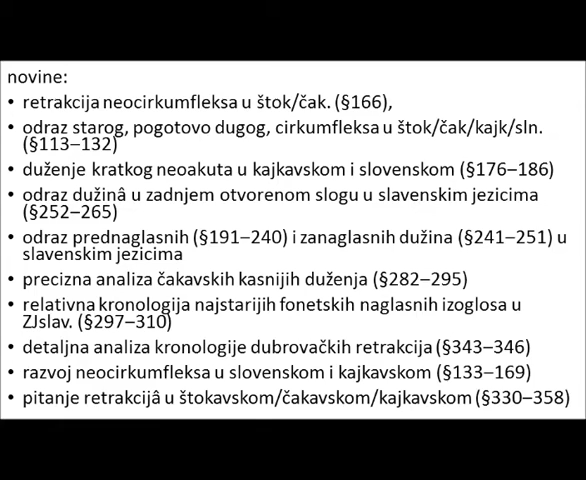 novine:
• retrakcija neocirkumfleksa u štok/čak. (§166),
• odraz starog, pogotovo dugog, cirkumfleksa u štok/čak/kajk/sln.
(§113–132)
• duženje kratkog neoakuta u kajkavskom i slovenskom (§176–186)
• odraz dužinâ u zadnjem otvorenom slogu u slavenskim jezicima
(§252–265)
• odraz prednaglasnih (§191–240) i zanaglasnih dužina (§241–251) u
slavenskim jezicima
• precizna analiza čakavskih kasnijih duženja (§282–295)
• relativna kronologija najstarijih fonetskih naglasnih izoglosa u
ZJslav. (§297–310)
• detaljna analiza kronologije dubrovačkih retrakcija (§343–346)
• razvoj neocirkumfleksa u slovenskom i kajkavskom (§133–169)
• pitanje retrakcijâ u štokavskom/čakavskom/kajkavskom (§330–358)